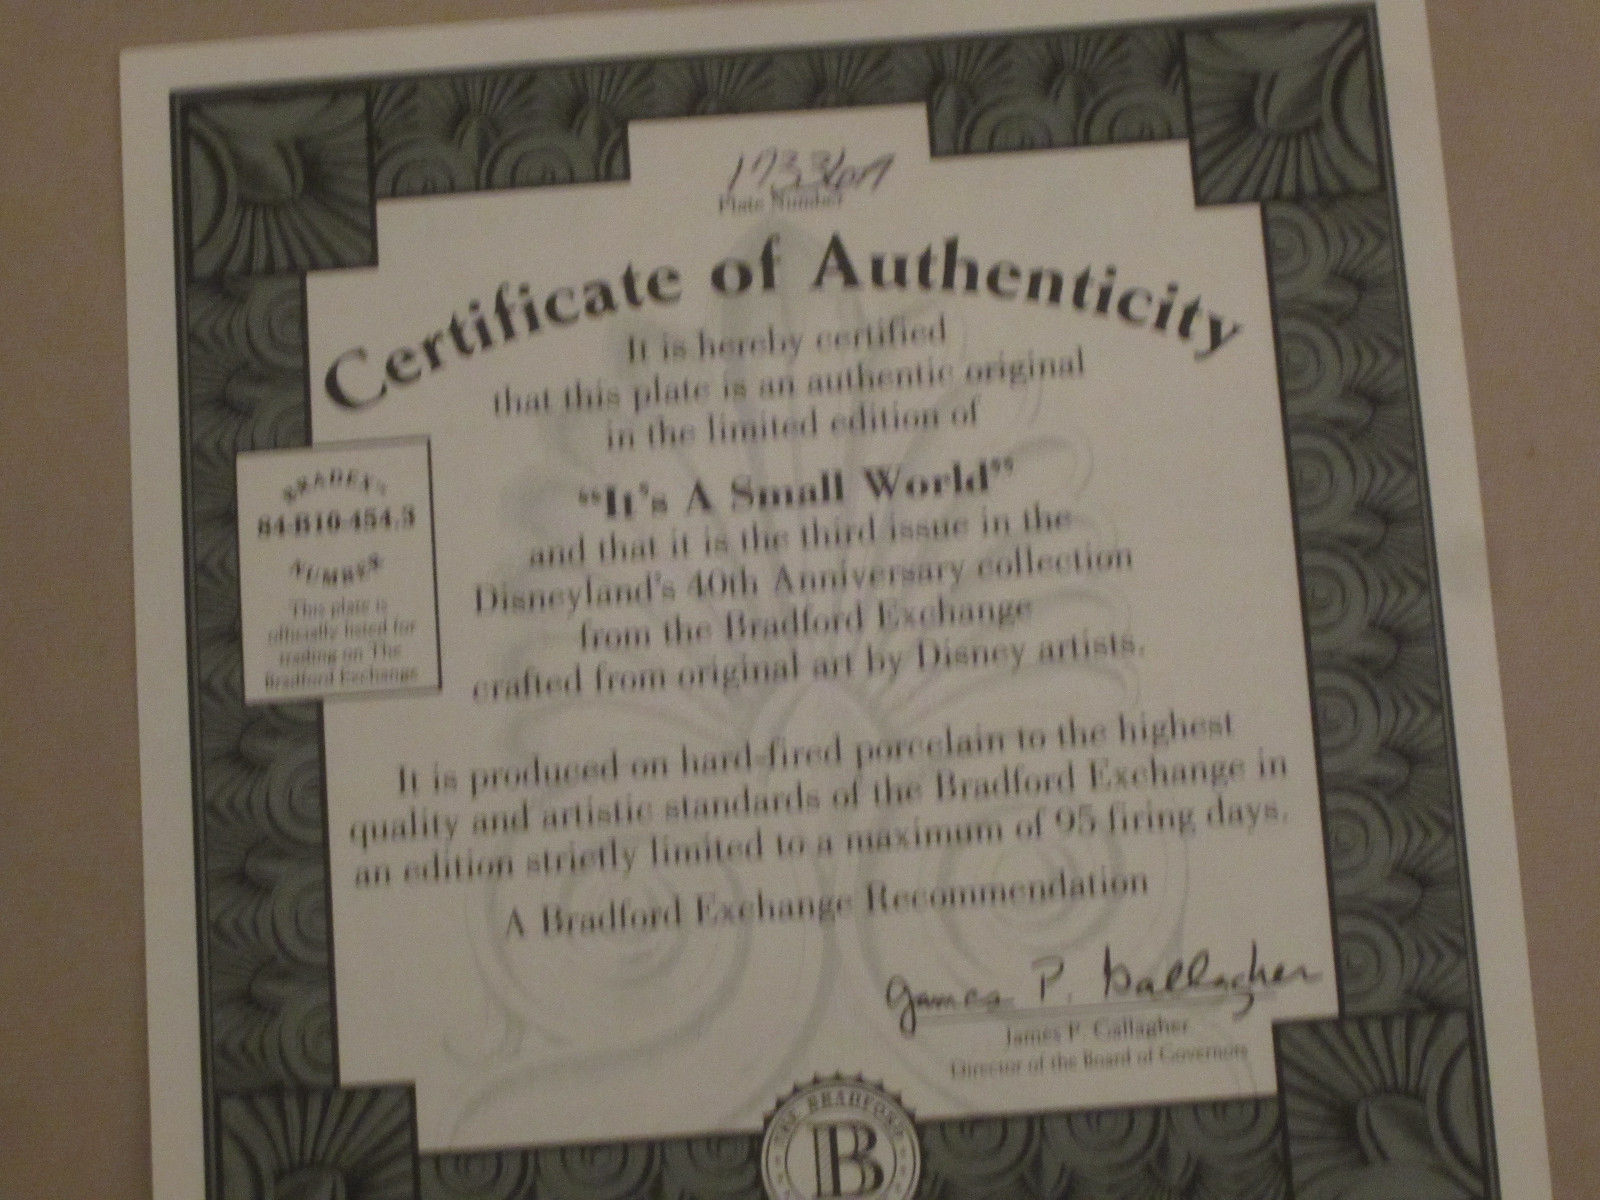 Plate Number
Certificate of Authenticity
It is hereby certified
that this plate is an authentic original
in the limited edition of
“It's A Small World”
and that it is the third issue in the
Disneyland's 40th Anniversary collection
from the Bradford Exchange
crafted from original art by Disney artists.
BRADEX
84-B10-454.3
NUMBER
This plate is
officially listed for
trading on The
Bradford Exchange
It is produced on hard-fired porcelain to the highest
quality and artistic standards of the Bradford Exchange in
an edition strictly limited to a maximum of 95 firing days.
A Bradford Exchange Recommendation
James P. Gallagher
James P. Gallagher
Director of the Board of Governors
THE BRADFORD
B